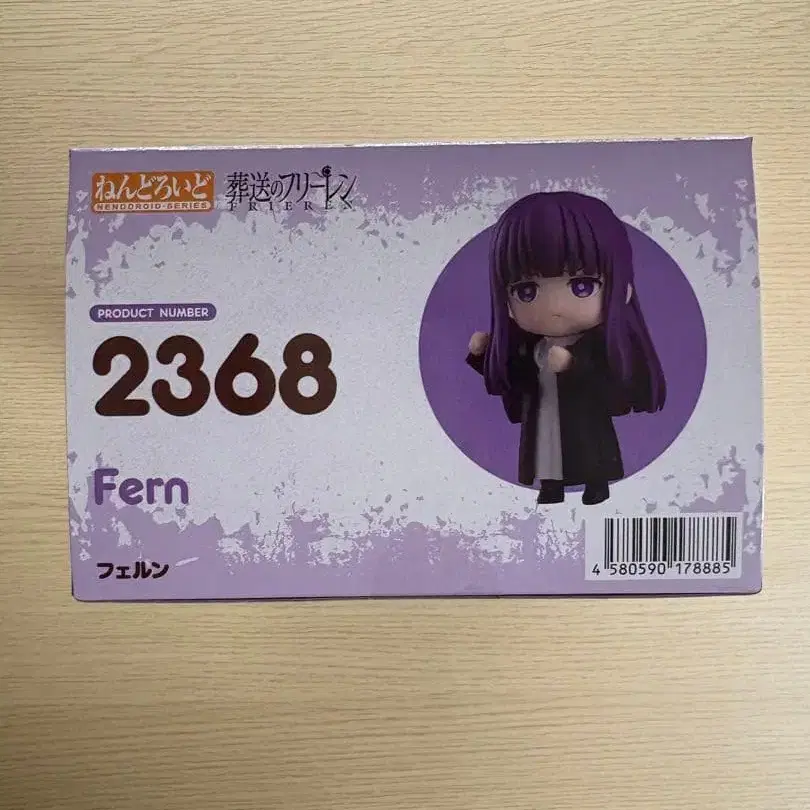 ねんどろいど
NENDOROID·SERIES
葬送のフリーレン
FRIEREN
PRODUCT NUMBER
2368
Fern
フェルン
4 580590 178885